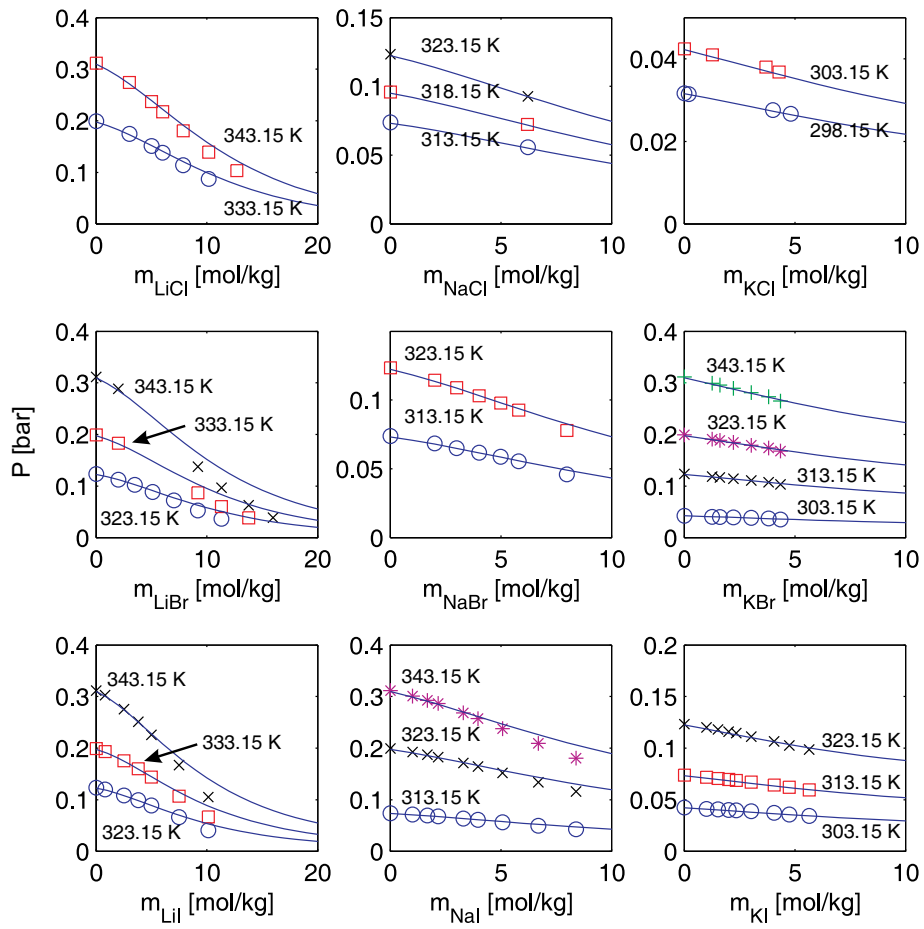 0.4
0.3
0.2
0.1
0
343.15 K
333.15 K
0 10 20
m_LiCl [mol/kg]
0.15
0.1
0.05
0
323.15 K
318.15 K
313.15 K
0 5 10
m_NaCl [mol/kg]
0.04
0.02
0
303.15 K
298.15 K
0 5 10
m_KCl [mol/kg]
P [bar]
0.4
0.3
0.2
0.1
0
343.15 K
333.15 K
323.15 K
0 10 20
m_LiBr [mol/kg]
0.1
0.05
0
323.15 K
313.15 K
0 5 10
m_NaBr [mol/kg]
0.4
0.3
0.2
0.1
0
343.15 K
323.15 K
313.15 K
303.15 K
0 5 10
m_KBr [mol/kg]
0.4
0.3
0.2
0.1
0
343.15 K
333.15 K
323.15 K
0 10 20
m_LiI [mol/kg]
0.4
0.3
0.2
0.1
0
343.15 K
323.15 K
313.15 K
0 5 10
m_NaI [mol/kg]
0.2
0.15
0.1
0.05
0
323.15 K
313.15 K
303.15 K
0 5 10
m_KI [mol/kg]